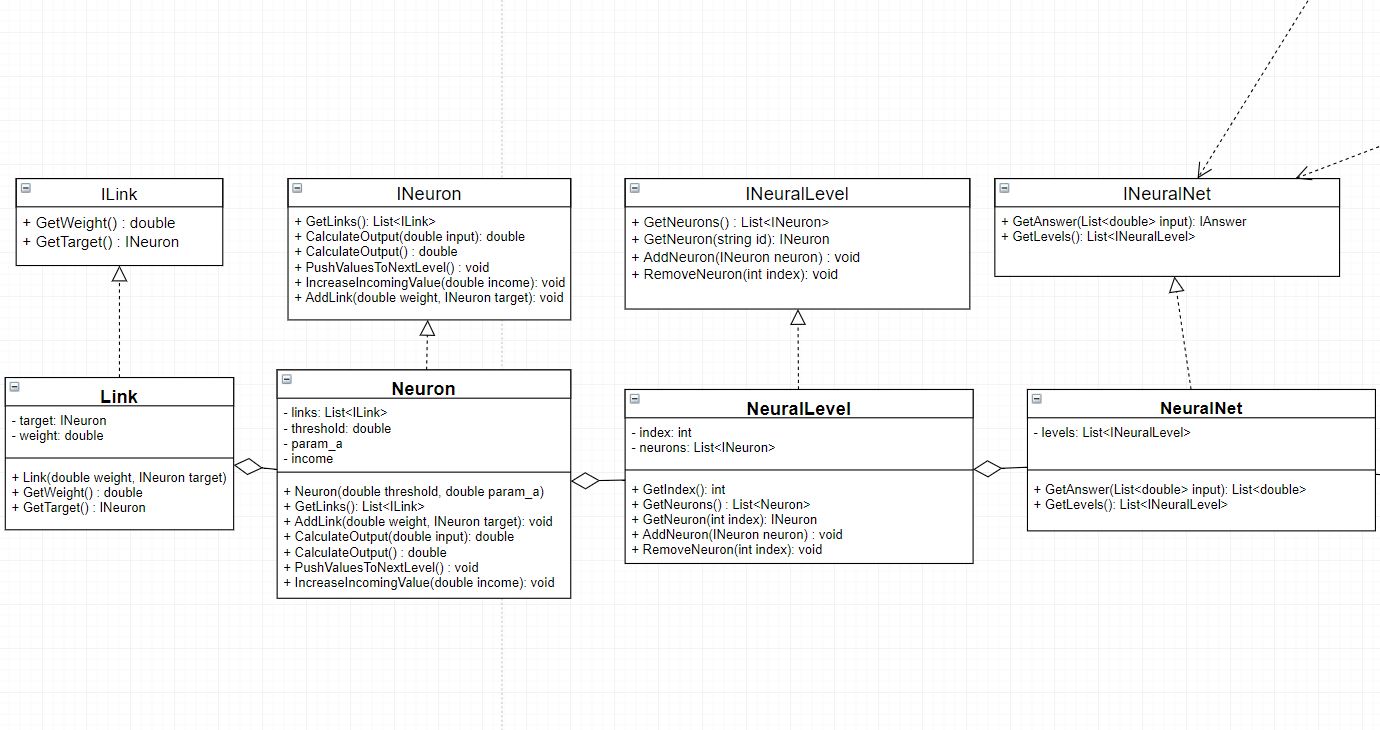 ILink
+ GetWeight() : double
+ GetTarget() : INeuron
INeuron
+ GetLinks(): List<ILink>
+ CalculateOutput(double input): double
+ CalculateOutput() : double
+ PushValuesToNextLevel() : void
+ IncreaseIncomingValue(double income): void
+ AddLink(double weight, INeuron target): void
INeuralLevel
+ GetNeurons() : List<INeuron>
+ GetNeuron(string id): INeuron
+ AddNeuron(INeuron neuron) : void
+ RemoveNeuron(int index): void
INeuralNet
+ GetAnswer(List<double> input): IAnswer
+ GetLevels(): List<INeuralLevel>
Link
- target: INeuron
- weight: double
+ Link(double weight, INeuron target)
+ GetWeight() : double
+ GetTarget() : INeuron
Neuron
- links: List<ILink>
- threshold: double
- param_a
- income
+ Neuron(double threshold, double param_a)
+ GetLinks(): List<ILink>
+ AddLink(double weight, INeuron target): void
+ CalculateOutput(double input): double
+ CalculateOutput() : double
+ PushValuesToNextLevel() : void
+ IncreaseIncomingValue(double income): void
NeuralLevel
- index: int
- neurons: List<INeuron>
+ GetIndex(): int
+ GetNeurons() : List<Neuron>
+ GetNeuron(int index): INeuron
+ AddNeuron(INeuron neuron) : void
+ RemoveNeuron(int index): void
NeuralNet
- levels: List<INeuralLevel>
+ GetAnswer(List<double> input): List<double>
+ GetLevels(): List<INeuralLevel>